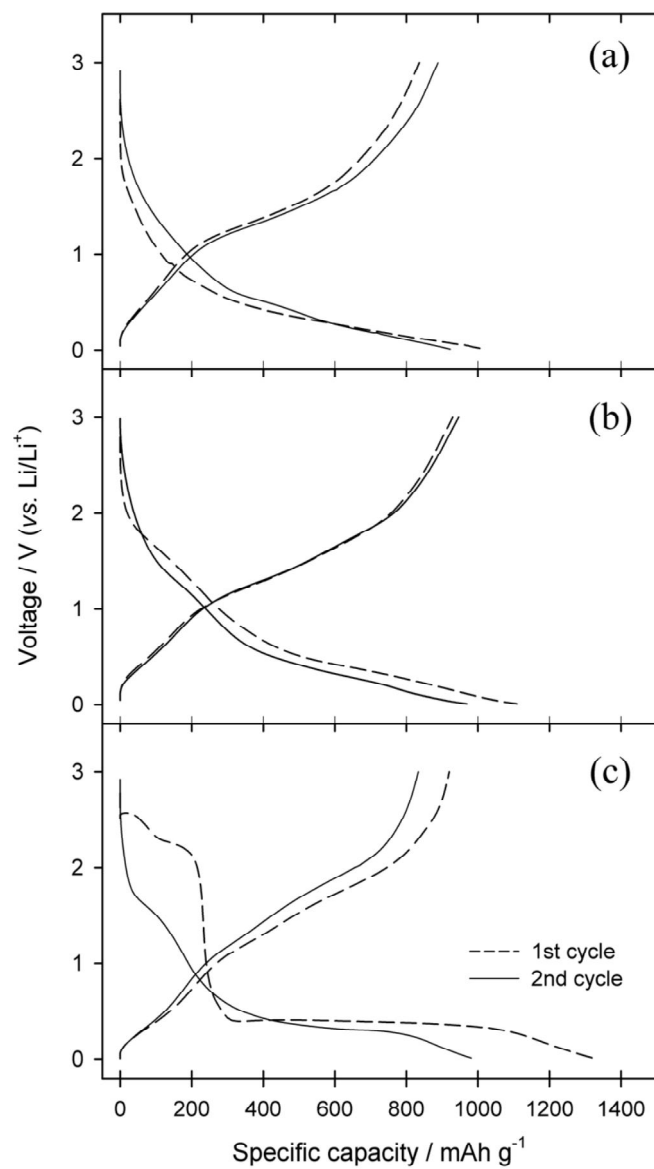 (a)
3
2
1
0
(b)
3
2
1
0
(c)
3
2
1
0
1st cycle
2nd cycle
0 200 400 600 800 1000 1200 1400
Voltage / V (vs. Li/Li⁺)
Specific capacity / mAh g⁻¹